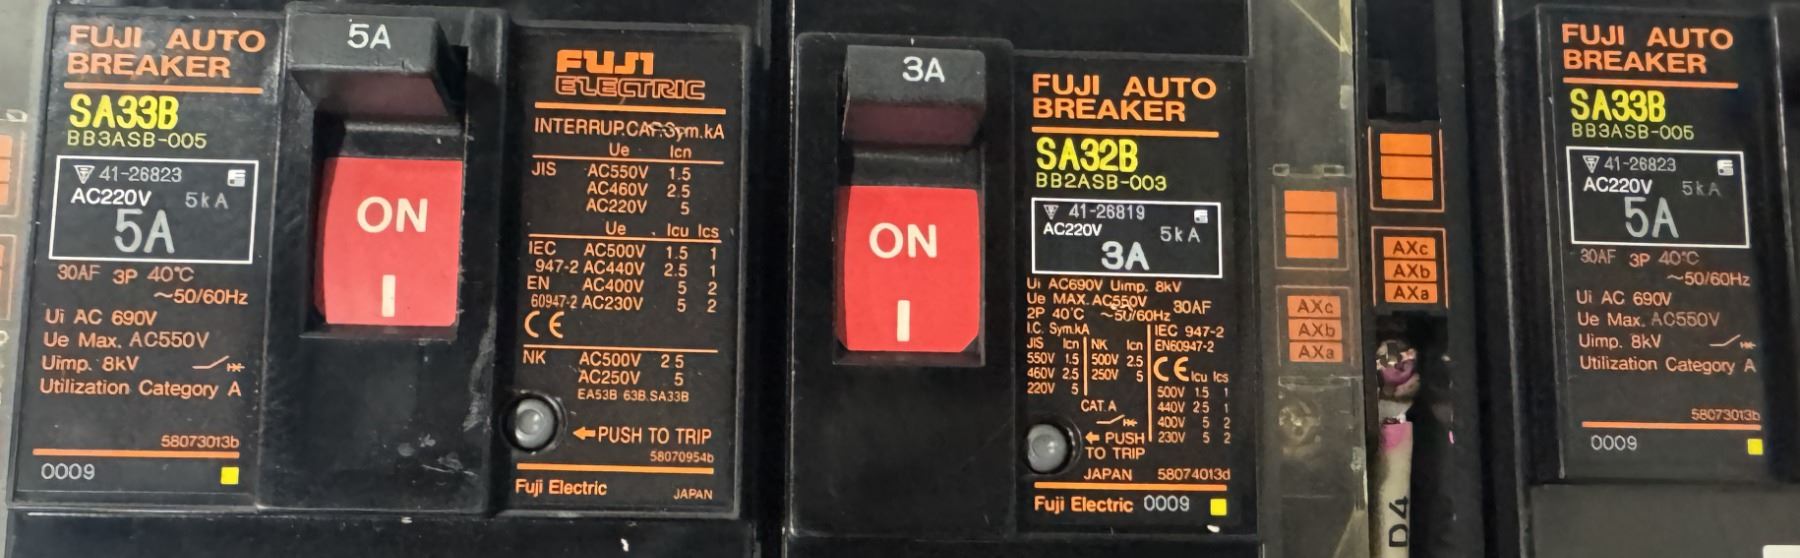 FUJI AUTO
BREAKER
SA33B
BB3ASB-005
41-26823
AC220V 5kA
5A
30AF 3P 40°C
~50/60Hz
Ui AC 690V
Ue Max. AC550V
Uimp. 8kV
Utilization Category A
58073013b
0009
5A
ON
FUJI
ELECTRIC
INTERRUP.CAP.Sym.kA
Ue Icn
JIS AC550V 1.5
AC460V 2.5
AC220V 5
Ue Icu Ics
IEC AC500V 1.5 1
947-2 AC440V 2.5 1
EN AC400V 5 2
60947-2 AC230V 5 2
CE
NK AC500V 2.5
AC250V 5
EA53B 63B.SA33B
←PUSH TO TRIP
58070954b
Fuji Electric JAPAN
3A
ON
FUJI AUTO
BREAKER
SA32B
BB2ASB-003
41-26819
AC220V 5kA
3A
Ui AC690V Uimp. 8kV
Ue MAX. AC550V 30AF
2P 40°C ~50/60Hz
I.C. Sym.kA
JIS Icn
550V 1.5
460V 2.5
220V 5
NK Icn
500V 2.5
250V 5
IEC 947-2
EN60947-2
CE Icu Ics
500V 1.5 1
440V 2.5 1
400V 5 2
230V 5 2
CAT.A
← PUSH
TO TRIP
JAPAN 58074013d
Fuji Electric 0009
AXc
AXb
AXa
AXc
AXb
AXa
D4
FUJI AUTO
BREAKER
SA33B
BB3ASB-005
41-26823
AC220V 5kA
5A
30AF 3P 40°C
~50/60Hz
Ui AC 690V
Ue Max. AC550V
Uimp. 8kV
Utilization Category A
58073013b
0009